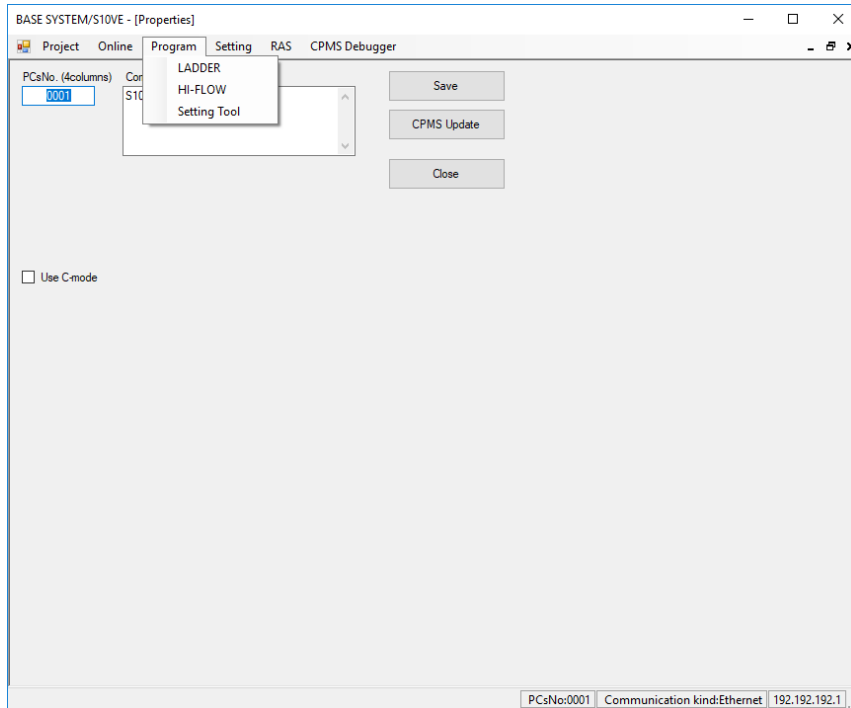 BASE SYSTEM/S10VE - [Properties]
Project Online Program Setting RAS CPMS Debugger
PCsNo. (4columns)
LADDER
HI-FLOW
Setting Tool
0001
Save
CPMS Update
Close
Use C-mode
PCsNo:0001 Communication kind:Ethernet 192.192.192.1